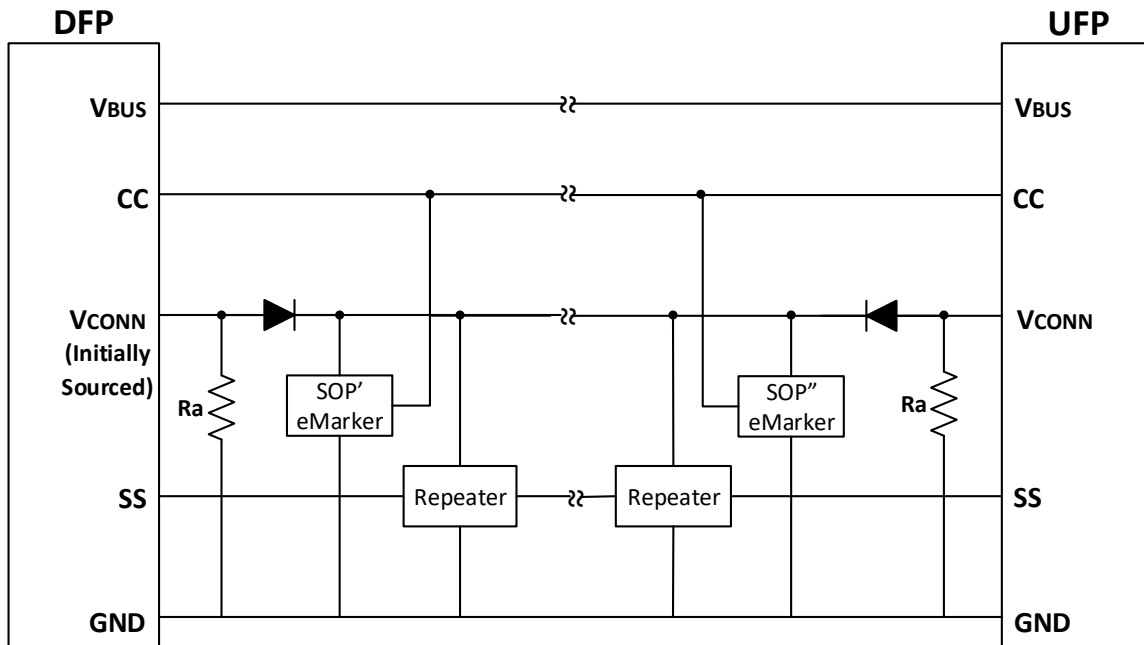 DFP
UFP
VBUS
VBUS
CC
CC
VCONN
(Initially
Sourced)
VCONN
Ra
SOP’
eMarker
SOP”
eMarker
Ra
SS
Repeater
Repeater
SS
GND
GND